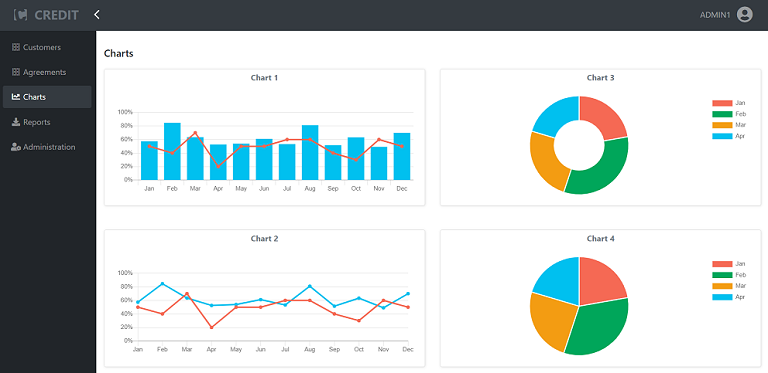 CREDIT
ADMIN1
Customers
Agreements
Charts
Reports
Administration
Charts
Chart 1
100%
80%
60%
40%
20%
0%
Jan Feb Mar Apr May Jun Jul Aug Sep Oct Nov Dec
Chart 3
Jan
Feb
Mar
Apr
Chart 2
100%
80%
60%
40%
20%
0%
Jan Feb Mar Apr May Jun Jul Aug Sep Oct Nov Dec
Chart 4
Jan
Feb
Mar
Apr